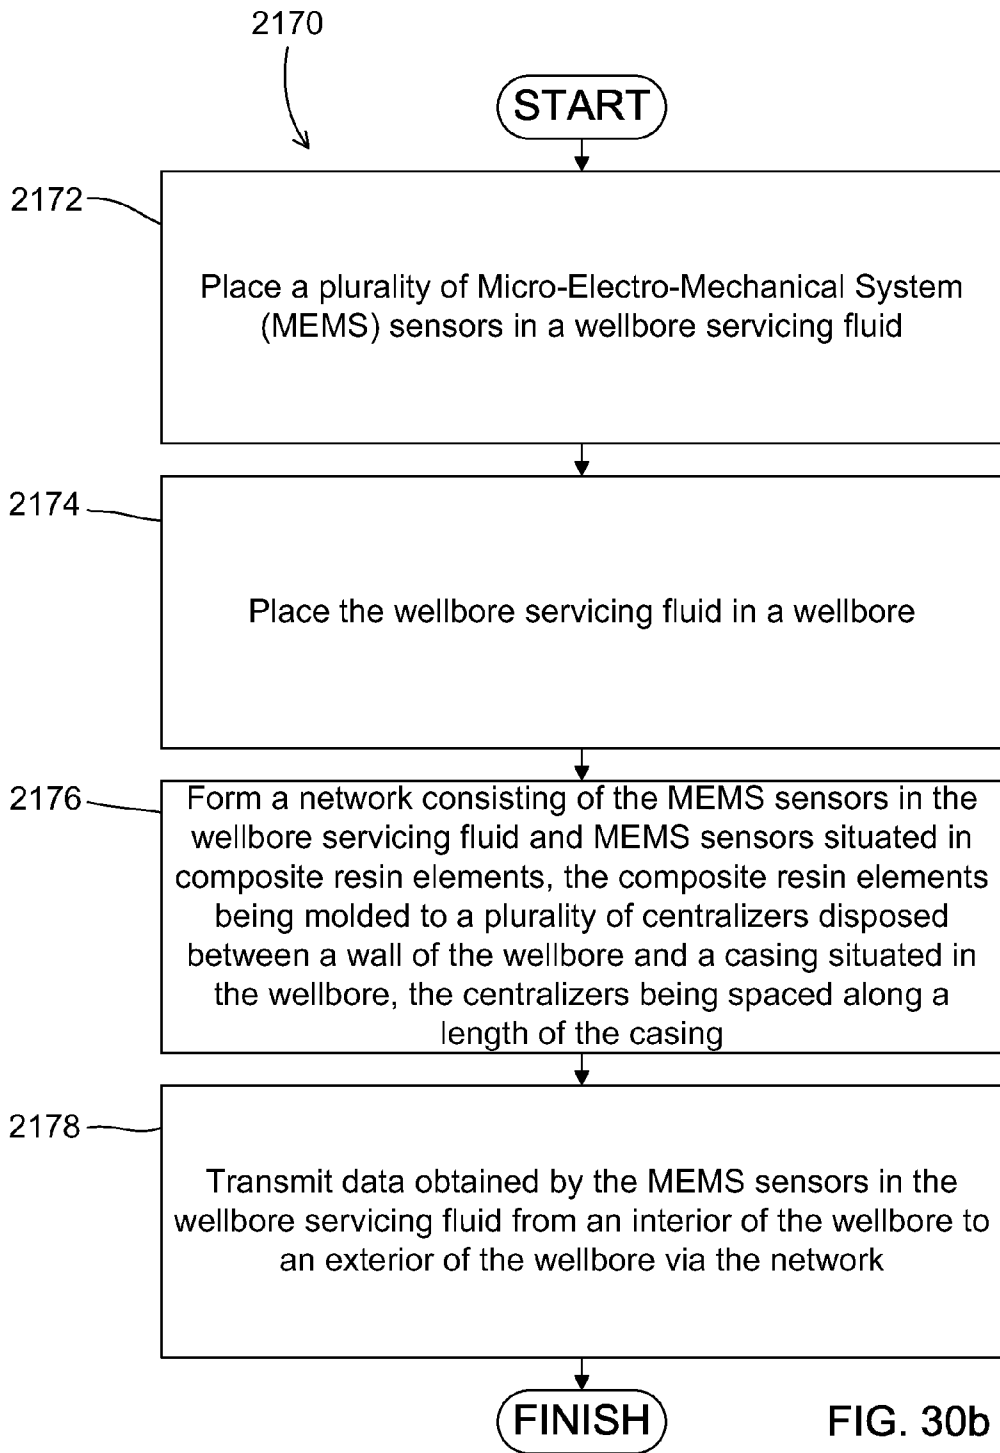 2170
START
2172
Place a plurality of Micro-Electro-Mechanical System
(MEMS) sensors in a wellbore servicing fluid
2174
Place the wellbore servicing fluid in a wellbore
2176
Form a network consisting of the MEMS sensors in the
wellbore servicing fluid and MEMS sensors situated in
composite resin elements, the composite resin elements
being molded to a plurality of centralizers disposed
between a wall of the wellbore and a casing situated in
the wellbore, the centralizers being spaced along a
length of the casing
2178
Transmit data obtained by the MEMS sensors in the
wellbore servicing fluid from an interior of the wellbore to
an exterior of the wellbore via the network
FINISH
FIG. 30b